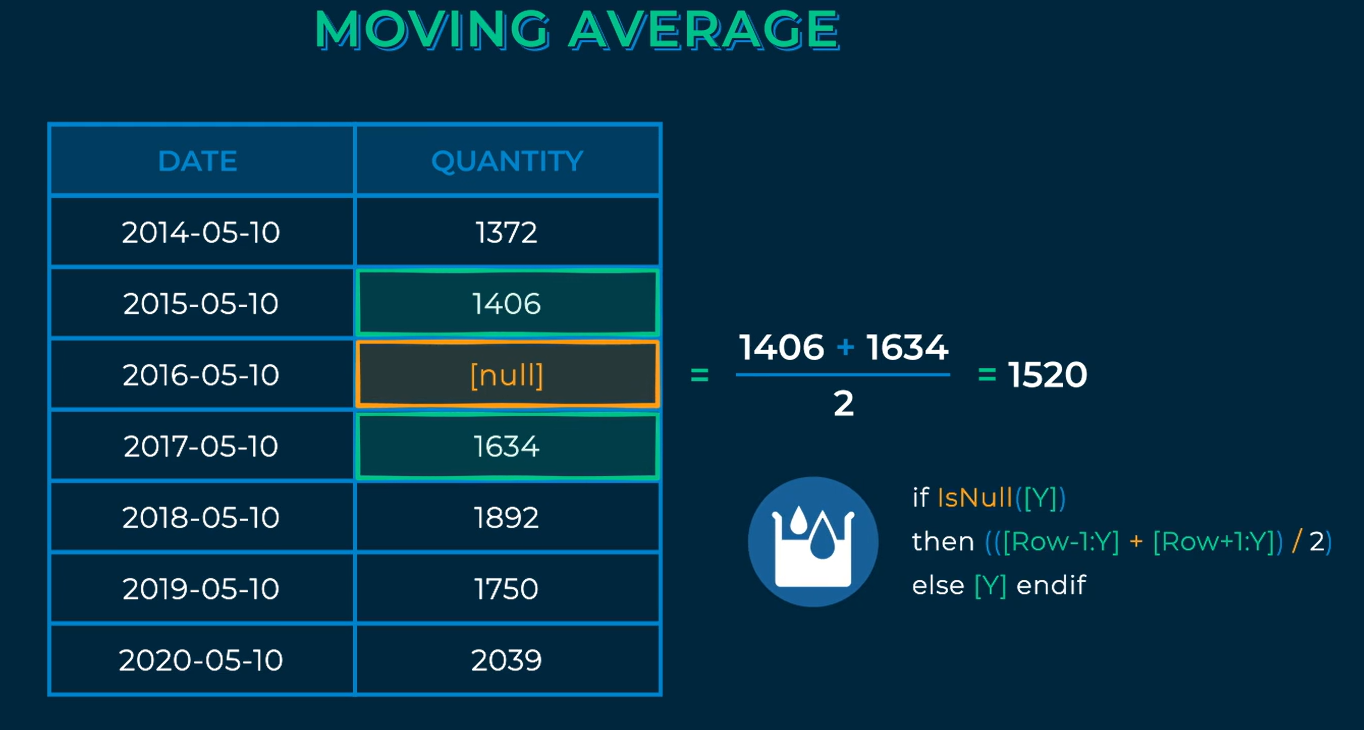 MOVING AVERAGE
DATE QUANTITY
2014-05-10 1372
2015-05-10 1406
2016-05-10 [null]
2017-05-10 1634
2018-05-10 1892
2019-05-10 1750
2020-05-10 2039
= 1406 + 1634 = 1520
2
if IsNull([Y])
then (([Row-1:Y] + [Row+1:Y]) / 2)
else [Y] endif